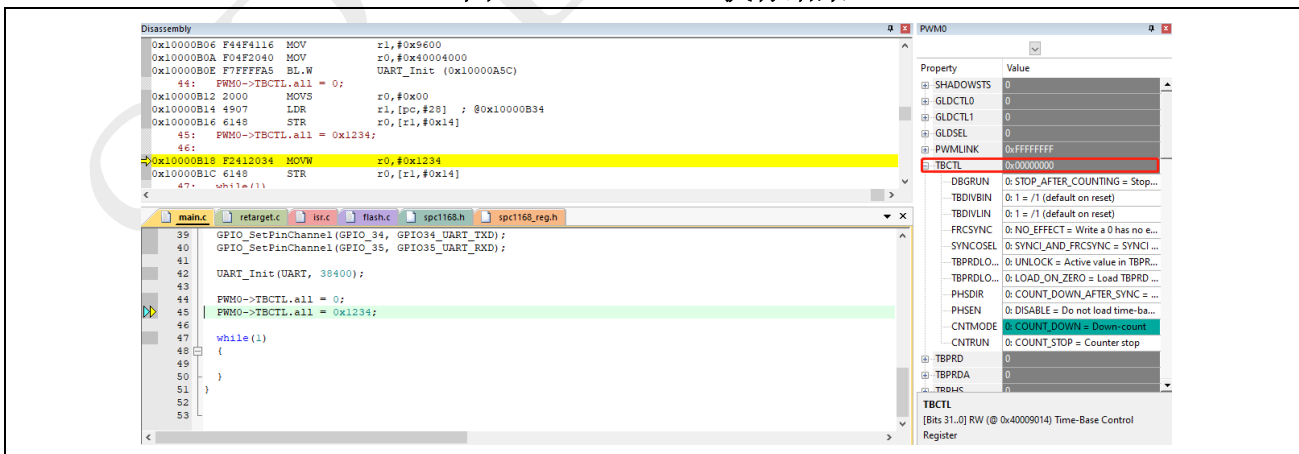 Disassembly
0x10000B06 F44F4116 MOV r1,#0x9600
0x10000B0A F04F2040 MOV r0,#0x40004000
0x10000B0E F7FFFFA5 BL.W UART_Init (0x10000A5C)
44: PWM0->TBCTL.all = 0;
0x10000B12 2000 MOVS r0,#0x00
0x10000B14 4907 LDR r1,[pc,#28] ; @0x10000B34
0x10000B16 6148 STR r0,[r1,#0x14]
45: PWM0->TBCTL.all = 0x1234;
46:
0x10000B18 F2412034 MOVW r0,#0x1234
0x10000B1C 6148 STR r0,[r1,#0x14]
47: while(1)
main.c retarget.c isr.c flash.c spc1168.h spc1168_reg.h
39 GPIO_SetPinChannel(GPIO_34, GPIO34_UART_TXD);
40 GPIO_SetPinChannel(GPIO_35, GPIO35_UART_RXD);
41
42 UART_Init(UART, 38400);
43
44 PWM0->TBCTL.all = 0;
45 PWM0->TBCTL.all = 0x1234;
46
47 while(1)
48 {
49
50 }
51 }
52
53
PWM0
Property Value
SHADOWSTS 0
GLDCTL0 0
GLDCTL1 0
GLDSEL 0
PWMLINK 0xFFFFFFFF
TBCTL 0x00000000
DBGRUN 0: STOP_AFTER_COUNTING = Stop...
TBDIVBIN 0: 1 = /1 (default on reset)
TBDIVLIN 0: 1 = /1 (default on reset)
FRCSYNC 0: NO_EFFECT = Write a 0 has no e...
SYNCOSEL 0: SYNCI_AND_FRCSYNC = SYNCI ...
TBPRDLO... 0: UNLOCK = Active value in TBPR...
TBPRDLO... 0: LOAD_ON_ZERO = Load TBPRD ...
PHSDIR 0: COUNT_DOWN_AFTER_SYNC = ...
PHSEN 0: DISABLE = Do not load time-ba...
CNTMODE 0: COUNT_DOWN = Down-count
CNTRUN 0: COUNT_STOP = Counter stop
TBPRD 0
TBPRDA 0
TBPHS 0
TBCTL
[Bits 31..0] RW (@ 0x40009014) Time-Base Control
Register